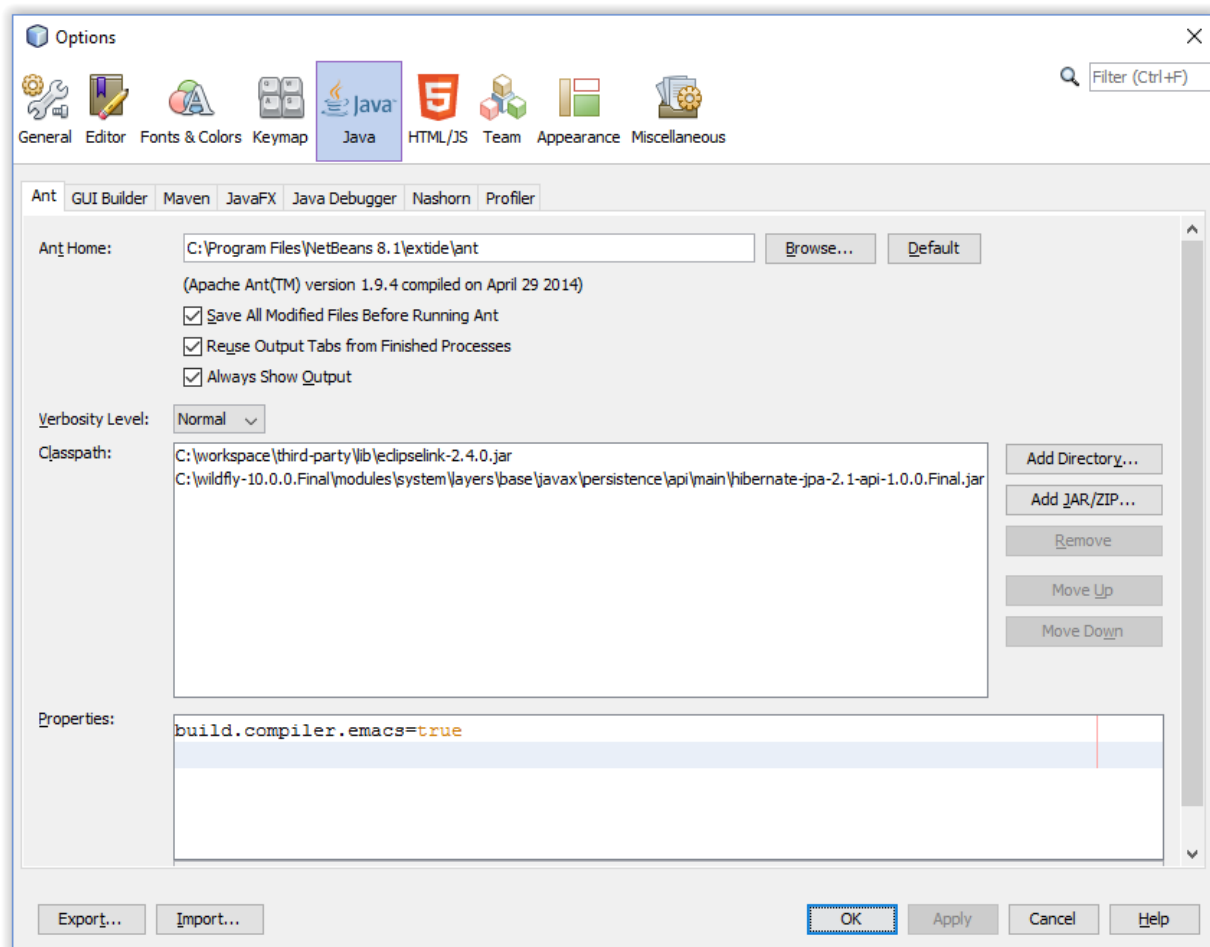 Options
Filter (Ctrl+F)
General Editor Fonts & Colors Keymap Java HTML/JS Team Appearance Miscellaneous
Ant GUI Builder Maven JavaFX Java Debugger Nashorn Profiler
Ant Home: C:\Program Files\NetBeans 8.1\extide\ant Browse... Default
(Apache Ant(TM) version 1.9.4 compiled on April 29 2014)
Save All Modified Files Before Running Ant
Reuse Output Tabs from Finished Processes
Always Show Output
Verbosity Level: Normal
Classpath: C:\workspace\third-party\lib\eclipselink-2.4.0.jar Add Directory...
C:\wildfly-10.0.0.Final\modules\system\layers\base\javax\persistence\api\main\hibernate-jpa-2.1-api-1.0.0.Final.jar
Add JAR/ZIP...
Remove
Move Up
Move Down
Properties: build.compiler.emacs=true
Export... Import... OK Apply Cancel Help